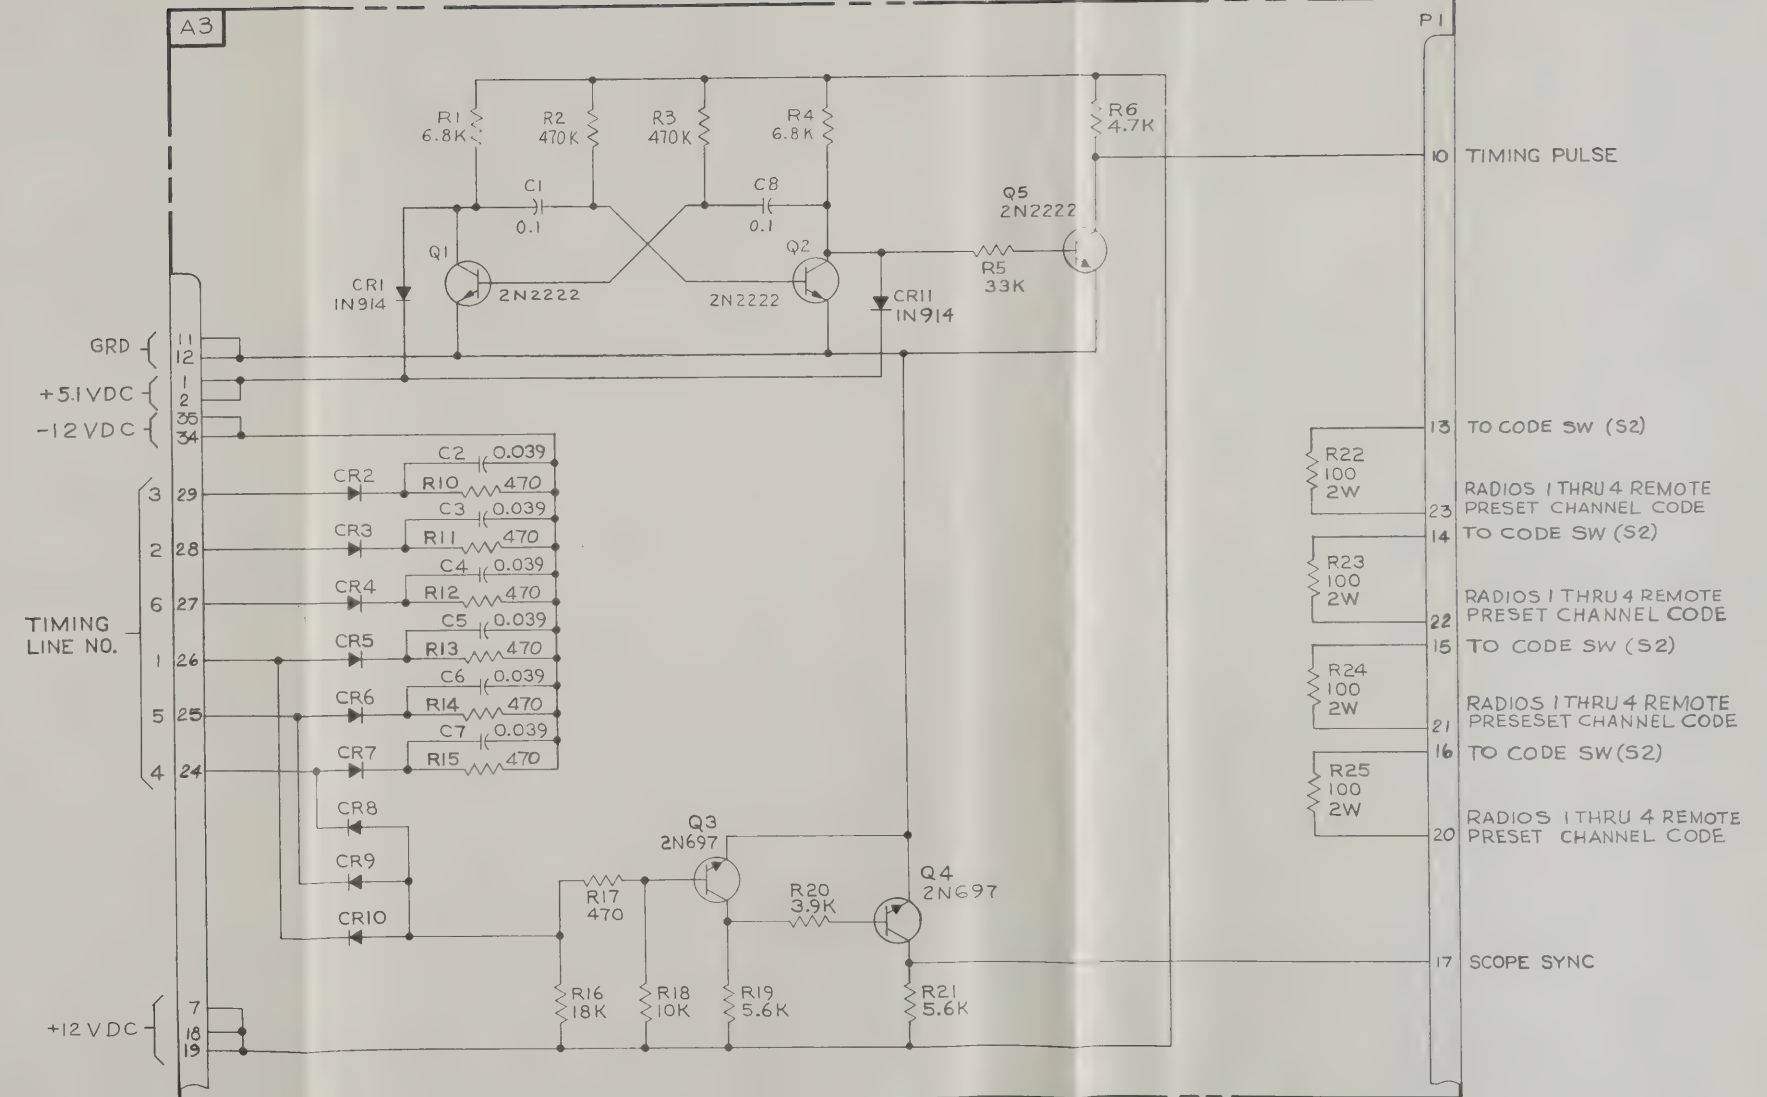 A3
P1
R1
6.8K
R2
470K
R3
470K
R4
6.8K
R6
4.7K
10 TIMING PULSE
C1
0.1
C8
0.1
Q5
2N2222
Q1
2N2222
Q2
2N2222
R5
33K
CR1
1N914
CR11
1N914
GRD
11
12
+5.1VDC
1
2
-12VDC
35
34
TIMING
LINE NO.
3 29
2 28
6 27
1 26
5 25
4 24
CR2
C2 0.039
R10 470
CR3
C3 0.039
R11 470
CR4
C4 0.039
R12 470
CR5
C5 0.039
R13 470
CR6
C6 0.039
R14 470
CR7
C7 0.039
R15 470
CR8
CR9
CR10
13 TO CODE SW (S2)
R22
100
2W
RADIOS 1 THRU 4 REMOTE
23 PRESET CHANNEL CODE
14 TO CODE SW (S2)
R23
100
2W
RADIOS 1 THRU 4 REMOTE
22 PRESET CHANNEL CODE
15 TO CODE SW (S2)
R24
100
2W
RADIOS 1 THRU 4 REMOTE
21 PRESESET CHANNEL CODE
16 TO CODE SW (S2)
R25
100
2W
RADIOS 1 THRU 4 REMOTE
20 PRESET CHANNEL CODE
Q3
2N697
Q4
2N697
R17
470
R20
3.9K
17 SCOPE SYNC
R16
18K
R18
10K
R19
5.6K
R21
5.6K
+12VDC
7
18
19